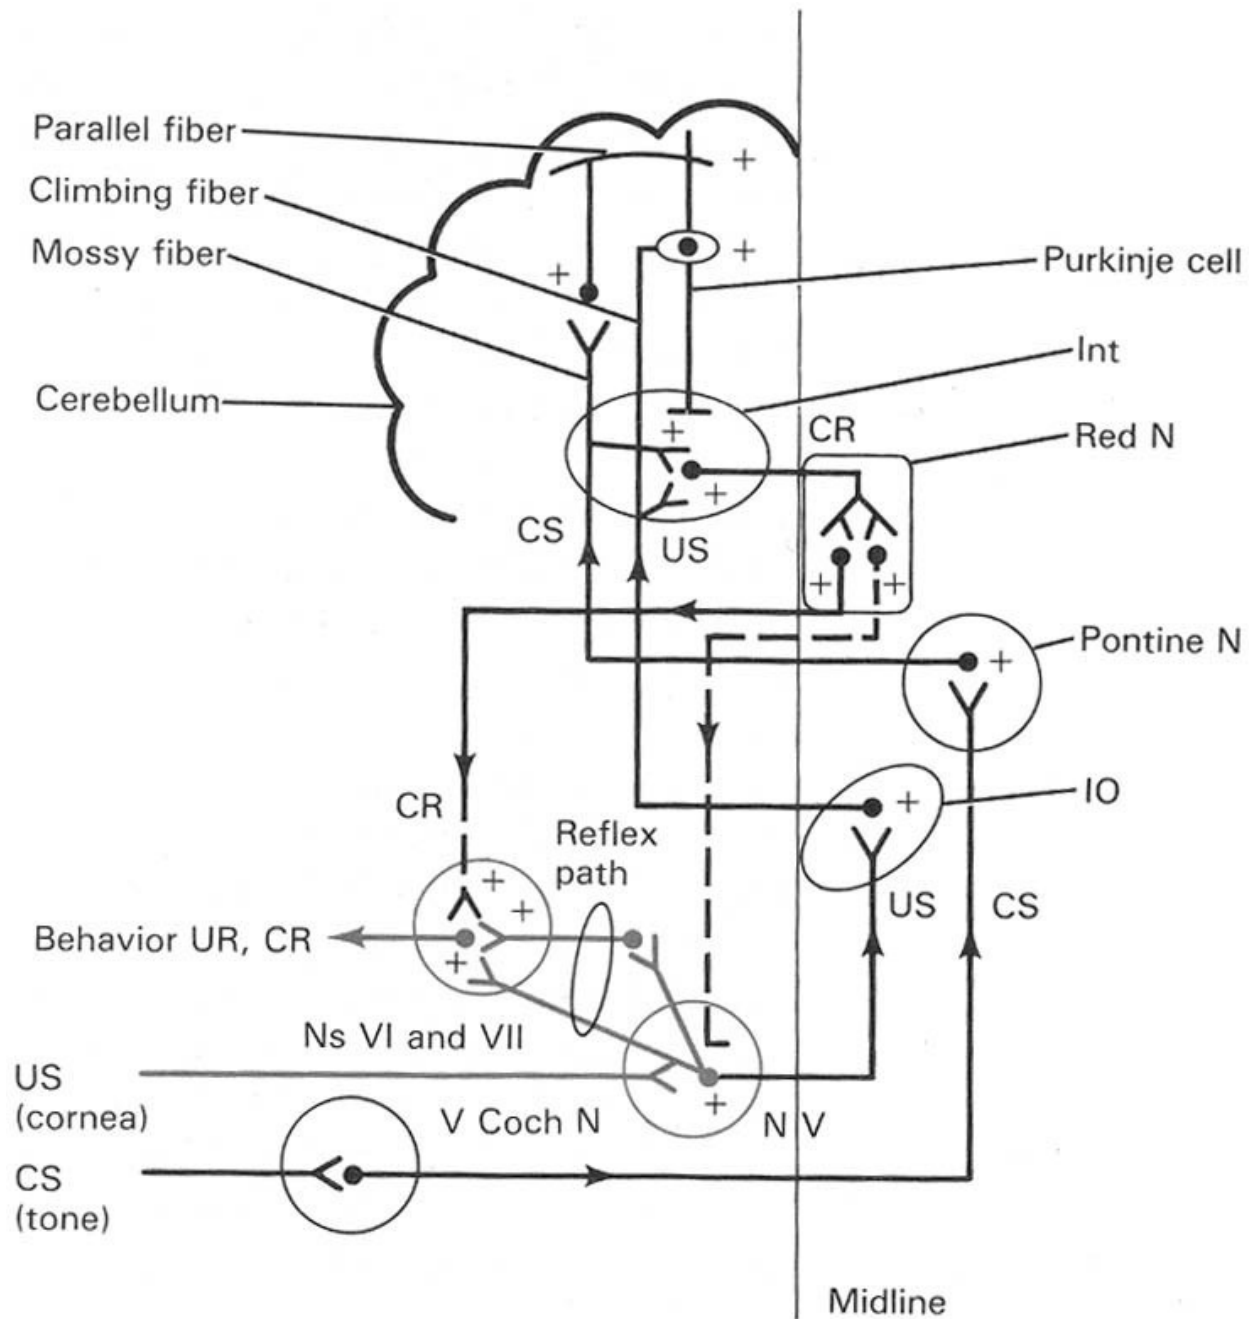 Parallel fiber
Climbing fiber
Mossy fiber
Cerebellum
+
+
+
Purkinje cell
Int
CR
Red N
+
+
CS
US
+
+
Pontine N
+
IO
+
CR
Reflex
path
US
CS
+
+
+
Behavior UR, CR
Ns VI and VII
US
(cornea)
V Coch N
+
N V
CS
(tone)
Midline